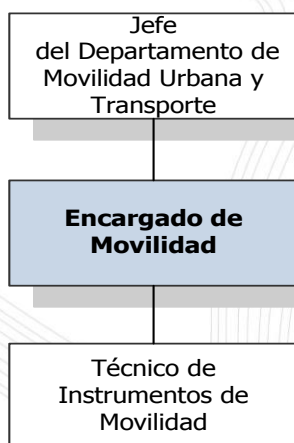 Jefe
del Departamento de
Movilidad Urbana y
Transporte
Encargado de
Movilidad
Técnico de
Instrumentos de
Movilidad